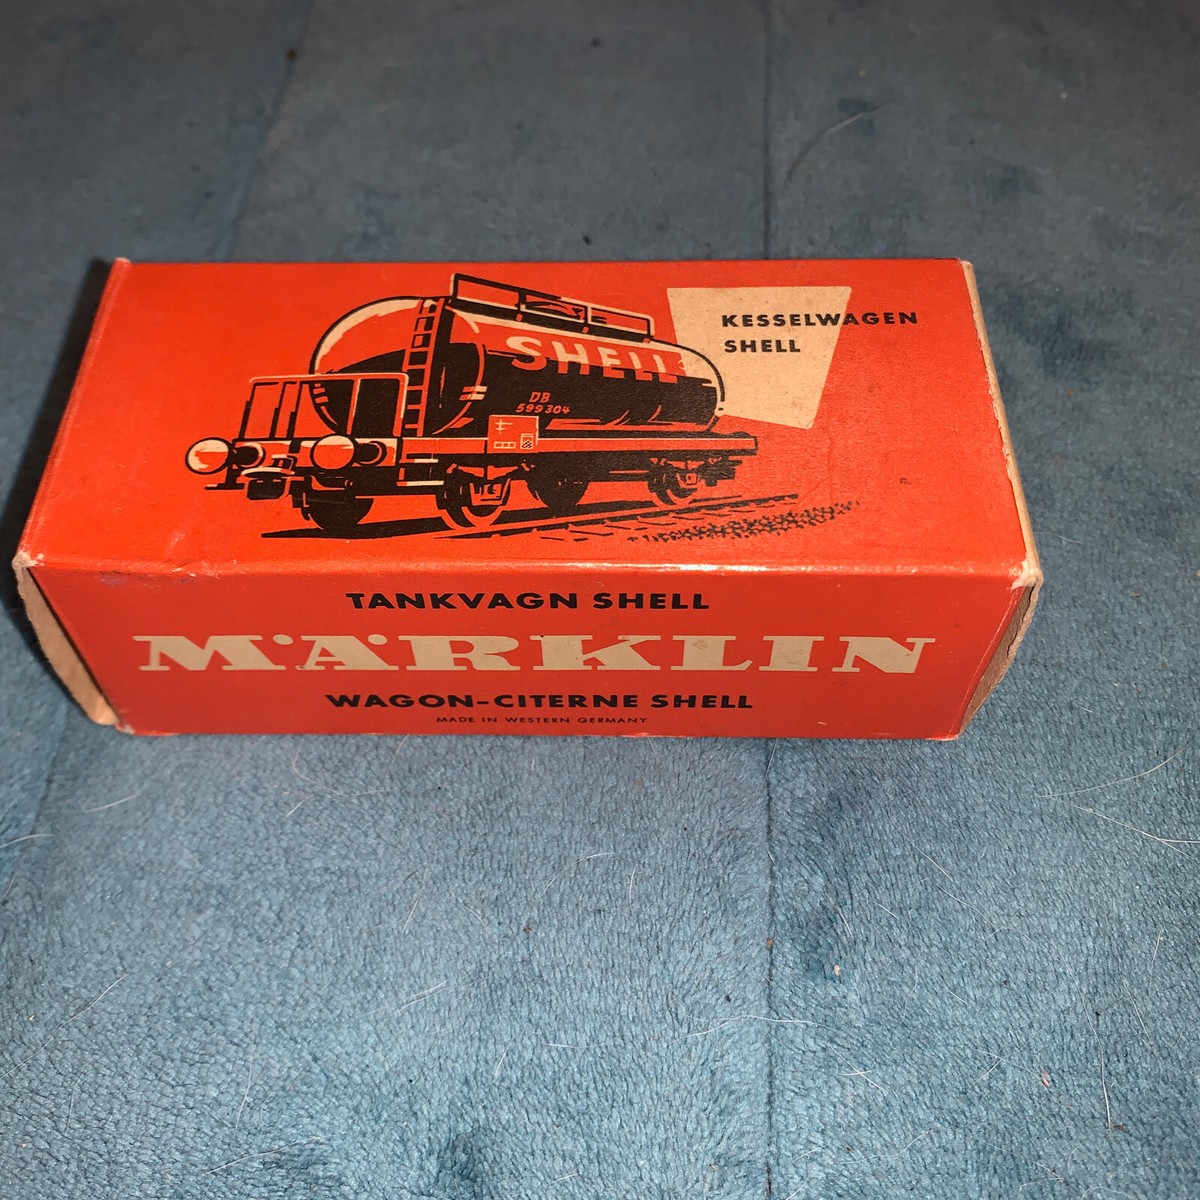 KESSELWAGEN
SHELL
SHELL
DB
599 304
TANKVAGN SHELL
MÄRKLIN
WAGON-CITERNE SHELL
MADE IN WESTERN GERMANY